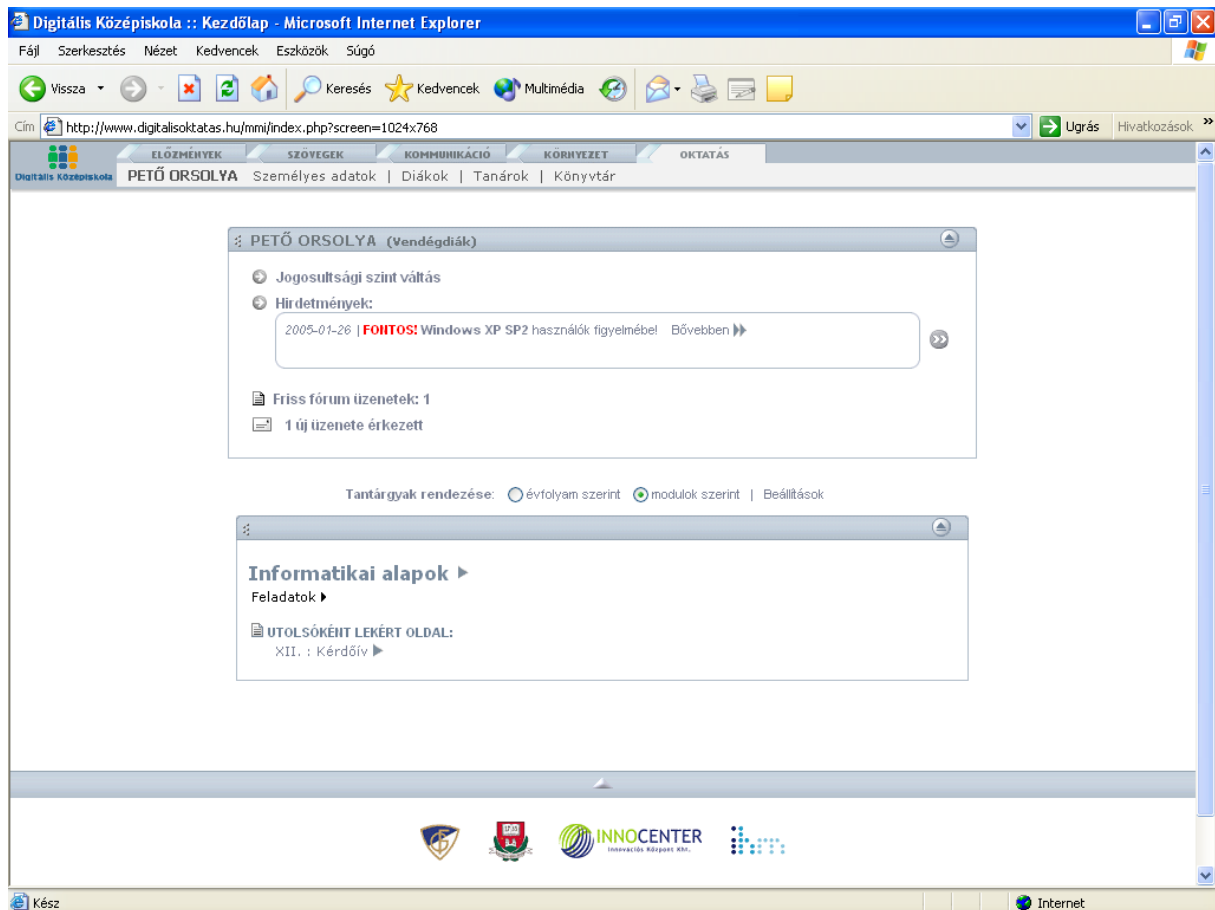 Digitális Középiskola :: Kezdőlap - Microsoft Internet Explorer
Fájl Szerkesztés Nézet Kedvencek Eszközök Súgó
Vissza Keresés Kedvencek Multimédia
Cím http://www.digitalisoktatas.hu/mmi/index.php?screen=1024x768 Ugrás Hivatkozások »
ELŐZMÉNYEK SZÖVEGEK KOMMUNIKÁCIÓ KÖRNYEZET OKTATÁS
Digitális Középiskola PETŐ ORSOLYA Személyes adatok | Diákok | Tanárok | Könyvtár
PETŐ ORSOLYA (Vendégdiák)
Jogosultsági szint váltás
Hirdetmények:
2005-01-26 | FONTOS! Windows XP SP2 használók figyelmébe! Bővebben
Friss fórum üzenetek: 1
1 új üzenete érkezett
Tantárgyak rendezése: évfolyam szerint modulok szerint | Beállítások
Informatikai alapok
Feladatok
UTOLSÓKÉNT LEKÉRT OLDAL:
XII. : Kérdőív
INNOCENTER
Innovációs Központ Kht.
ihm
Kész Internet